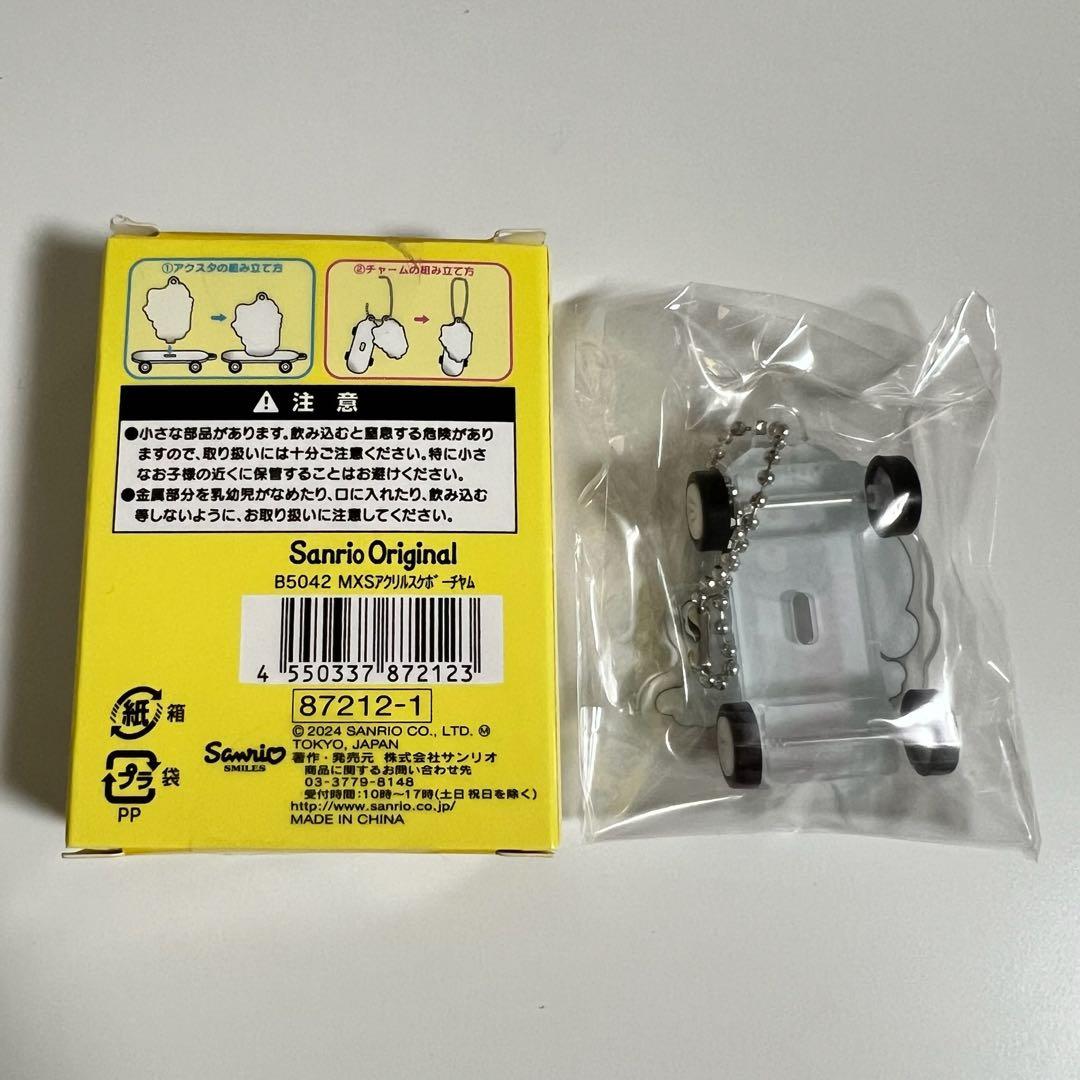 ①アクスタの組み立て方
②チャームの組み立て方
注意
●小さな部品があります。飲み込むと窒息する危険があり
ますので、取り扱いには十分ご注意ください。特に小さ
なお子様の近くに保管することはお避けください。
●金属部分を乳幼児がなめたり、口に入れたり、飲み込む
等しないように、お取り扱いに注意してください。
Sanrio Original
B5042 MXSアクリルスケボーチャム
4 550337 872123
87212-1
© 2024 SANRIO CO., LTD. Ⓜ
TOKYO, JAPAN
著作・発売元 株式会社サンリオ
商品に関するお問い合わせ先
03-3779-8148
受付時間:10時〜17時(土日祝日を除く)
http://www.sanrio.co.jp/
MADE IN CHINA
Sanrio
SMILES
紙 箱
プラ 袋
PP